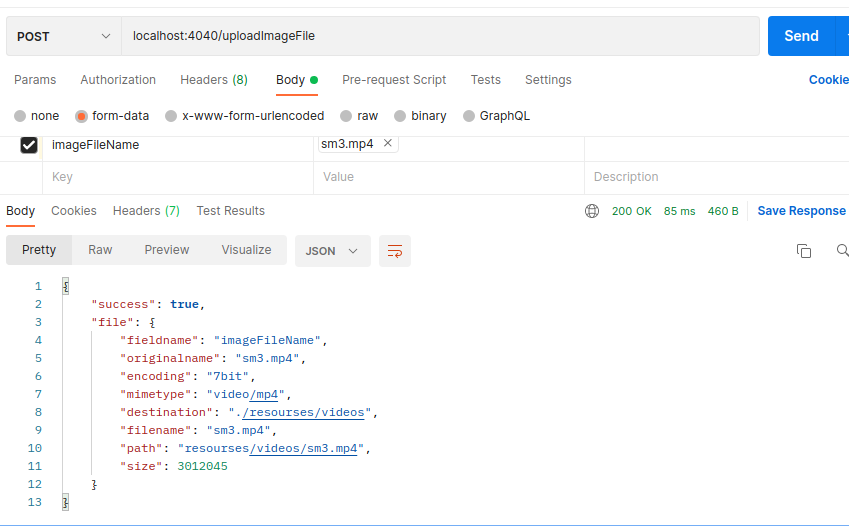 POST localhost:4040/uploadImageFile Send
Params Authorization Headers (8) Body Pre-request Script Tests Settings Cookie
none form-data x-www-form-urlencoded raw binary GraphQL
imageFileName sm3.mp4
Key Value Description
Body Cookies Headers (7) Test Results 200 OK 85 ms 460 B Save Response
Pretty Raw Preview Visualize JSON
1 {
2 "success": true,
3 "file": {
4 "fieldname": "imageFileName",
5 "originalname": "sm3.mp4",
6 "encoding": "7bit",
7 "mimetype": "video/mp4",
8 "destination": "./resourses/videos",
9 "filename": "sm3.mp4",
10 "path": "resourses/videos/sm3.mp4",
11 "size": 3012045
12 }
13 }